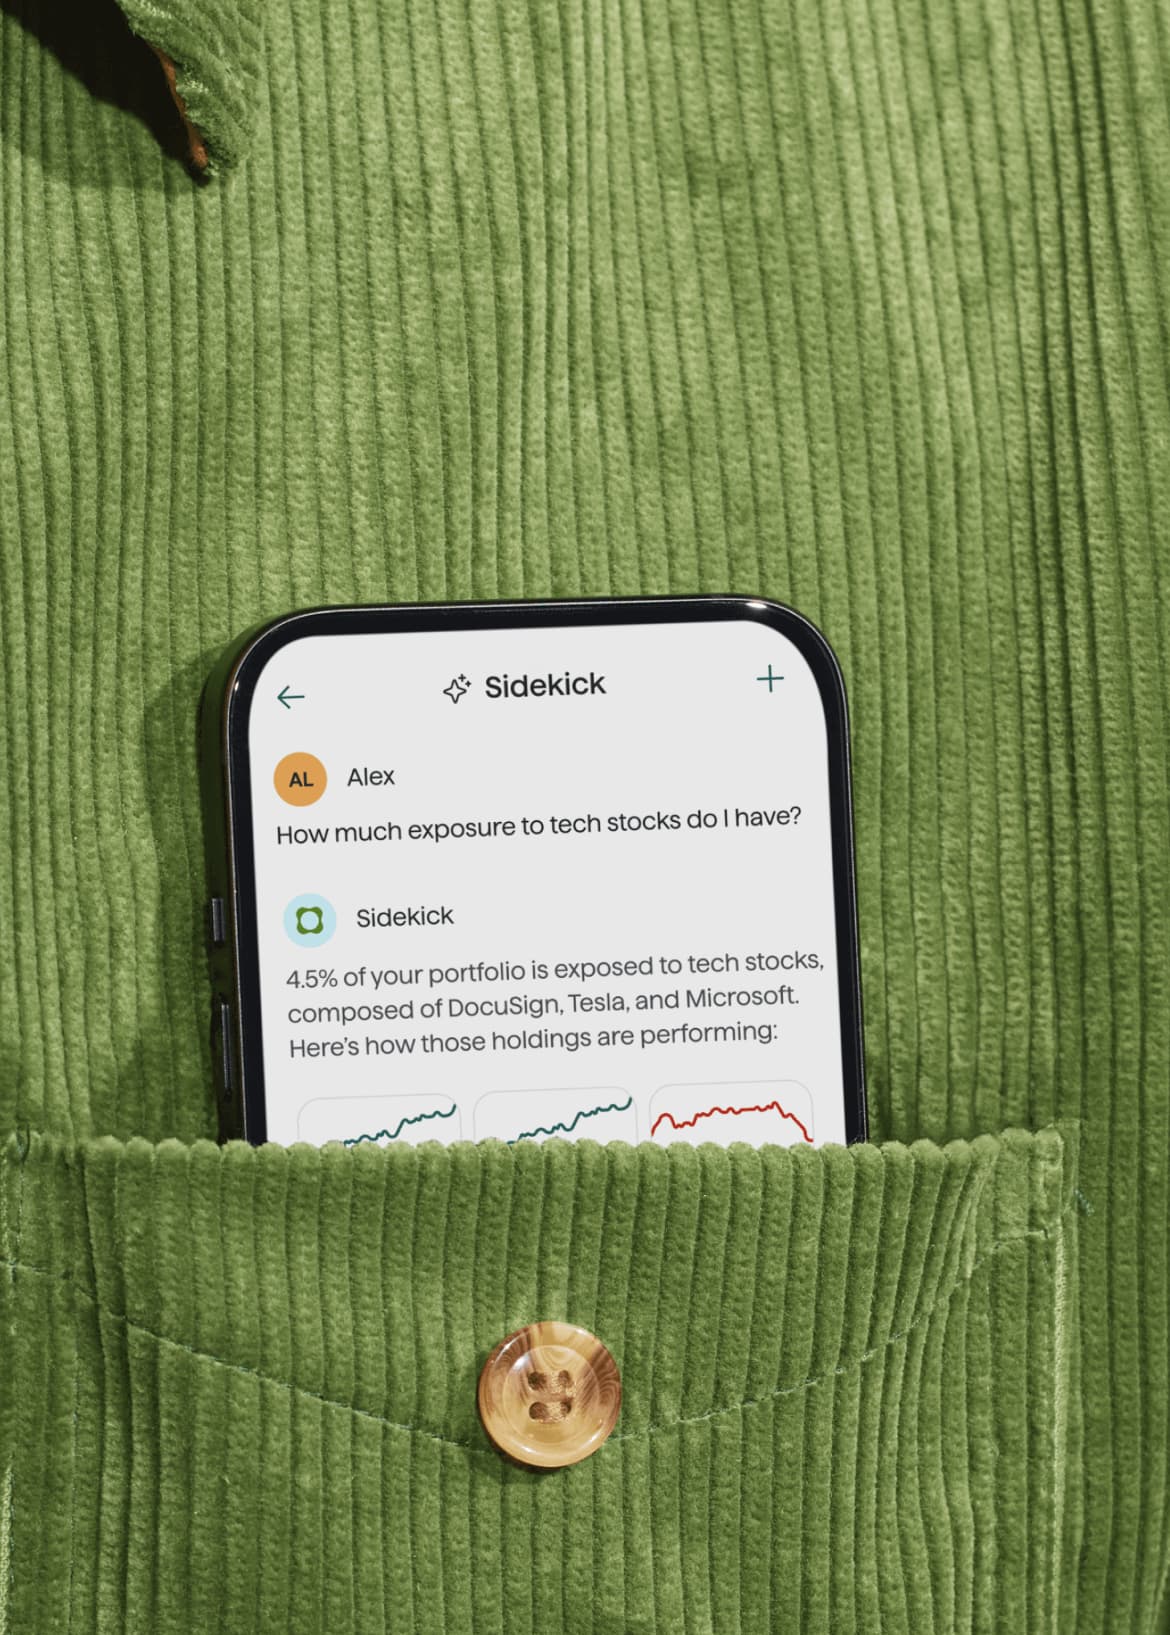 Sidekick
AL
Alex
How much exposure to tech stocks do I have?
Sidekick
4.5% of your portfolio is exposed to tech stocks,
composed of DocuSign, Tesla, and Microsoft.
Here's how those holdings are performing: